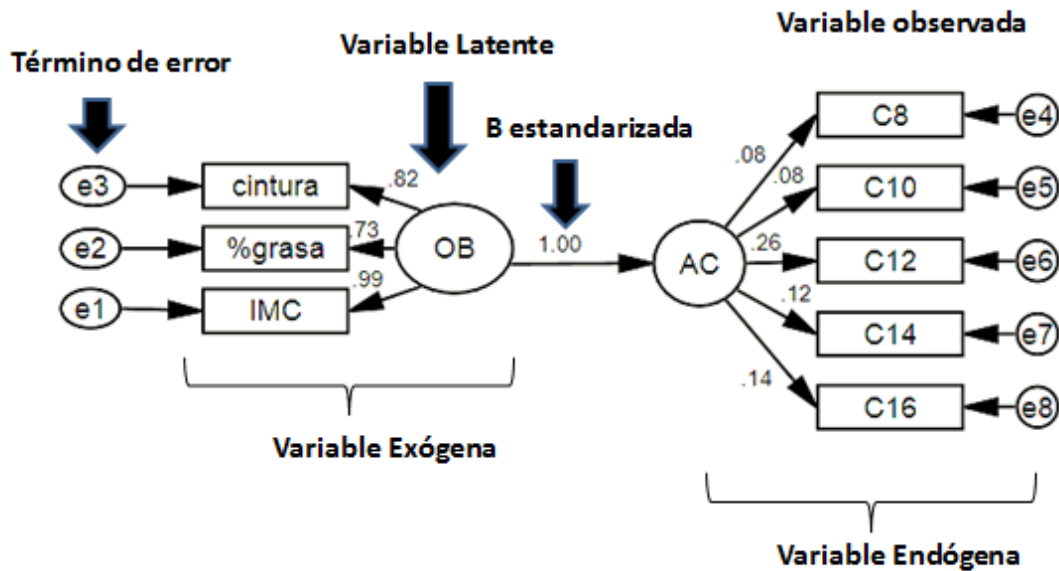 Variable Latente
Variable observada
Término de error
B estandarizada
e3
cintura
.82
e2
%grasa
.73
OB
e1
IMC
.99
1.00
AC
.08
C8
e4
.08
C10
e5
.26
C12
e6
.12
C14
e7
.14
C16
e8
Variable Exógena
Variable Endógena